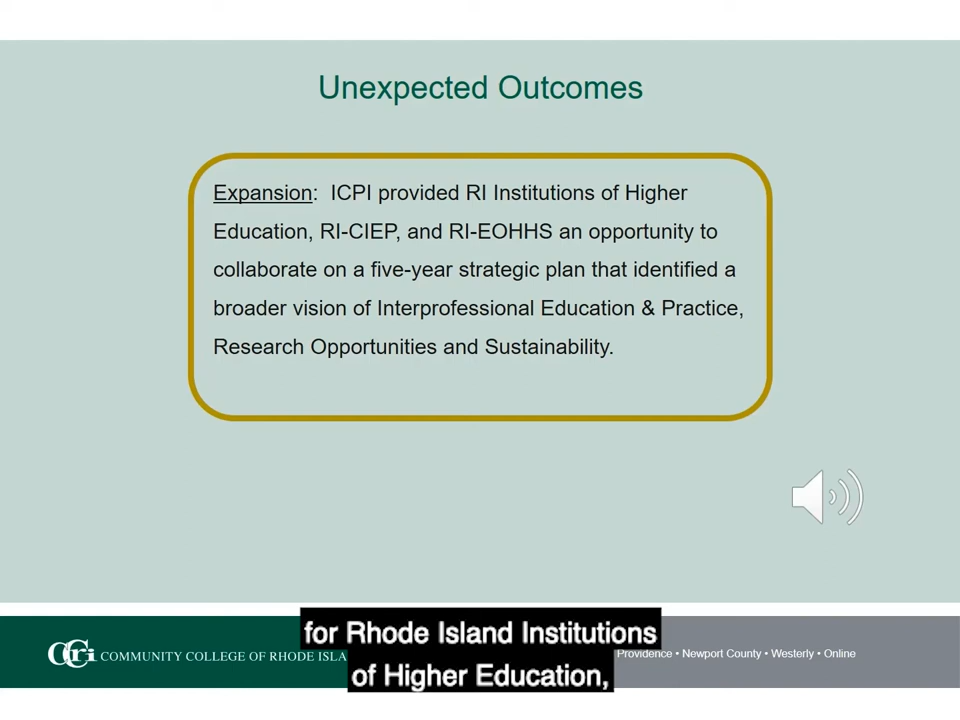 Unexpected Outcomes
Expansion: ICPI provided RI Institutions of Higher
Education, RI-CIEP, and RI-EOHHS an opportunity to
collaborate on a five-year strategic plan that identified a
broader vision of Interprofessional Education & Practice,
Research Opportunities and Sustainability.
for Rhode Island Institutions
of Higher Education,
CCRI COMMUNITY COLLEGE OF RHODE ISLA
Providence • Newport County • Westerly • Online